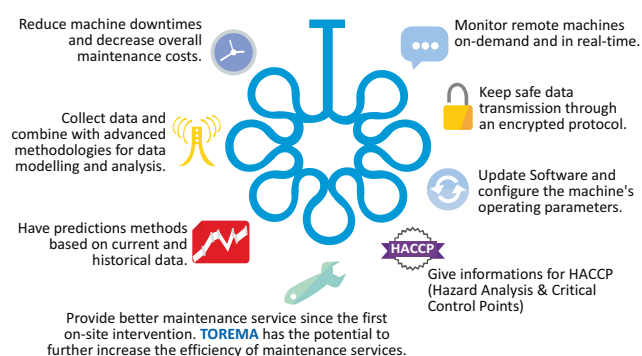 Reduce machine downtimes
and decrease overall
maintenance costs.
Monitor remote machines
on-demand and in real-time.
Collect data and
combine with advanced
methodologies for data
modelling and analysis.
Keep safe data
transmission through
an encrypted protocol.
Update Software and
configure the machine's
operating parameters.
Have predictions methods
based on current and
historical data.
HACCP
Give informations for HACCP
(Hazard Analysis & Critical
Control Points)
Provide better maintenance service since the first
on-site intervention. TOREMA has the potential to
further increase the efficiency of maintenance services.